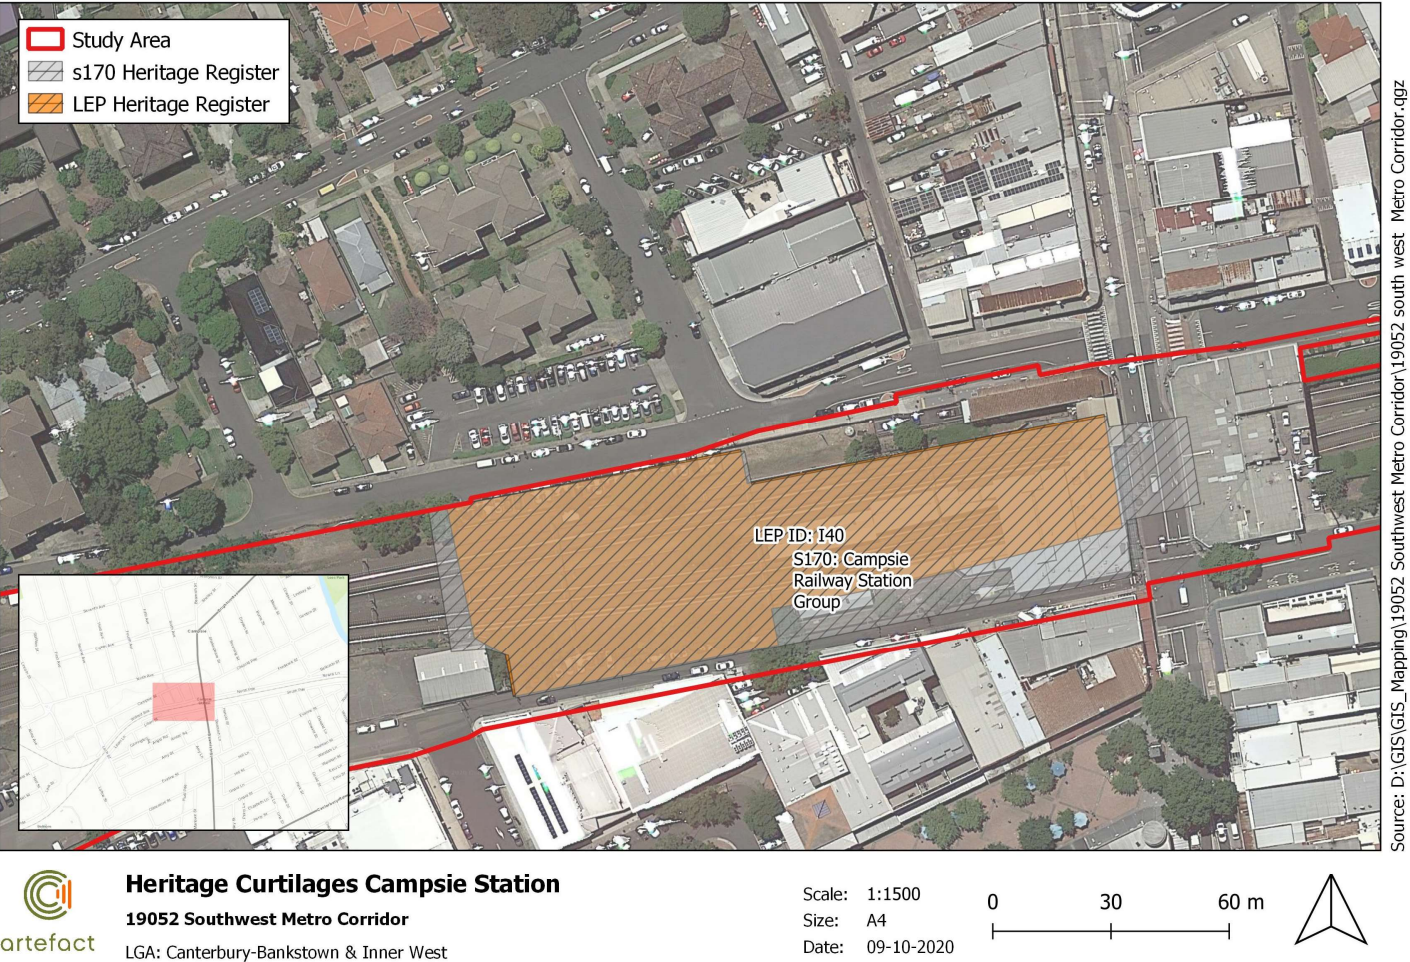 Study Area
s170 Heritage Register
LEP Heritage Register
LEP ID: I40
S170: Campsie
Railway Station
Group
Campsie
Source: D:\GIS\GIS_Mapping\19052 Southwest Metro Corridor\19052 south west  Metro Corridor.qgz
artefact
Heritage Curtilages Campsie Station
19052 Southwest Metro Corridor
LGA: Canterbury-Bankstown & Inner West
Scale: 1:1500
Size: A4
Date: 09-10-2020
0 30 60 m